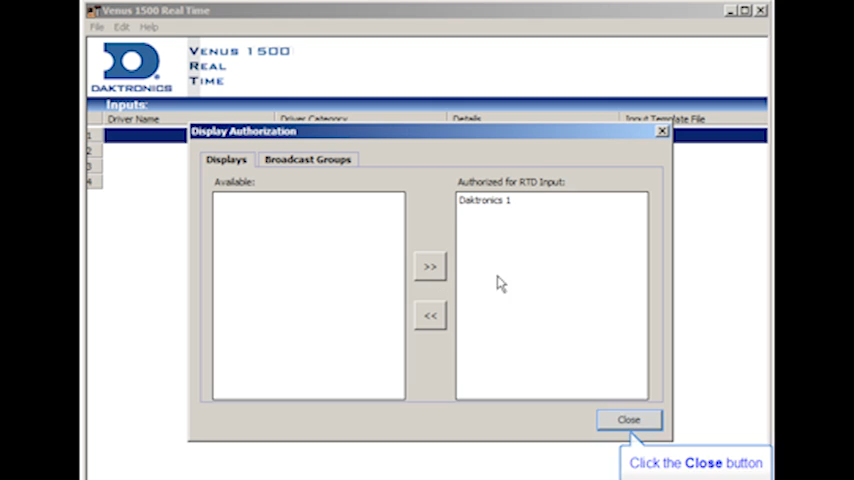 Venus 1500 Real Time
File Edit Help
DAKTRONICS
VENUS 1500
REAL
TIME
Inputs:
Driver Name Driver Category Details Input Template File
1
2
3
4
Display Authorization
Displays Broadcast Groups
Available: Authorized for RTD Input:
Daktronics 1
>>
<<
Close
Click the Close button